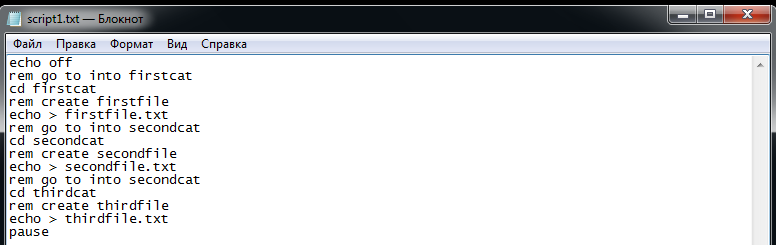 script1.txt — Блокнот
Файл Правка Формат Вид Справка
echo off
rem go to into firstcat
cd firstcat
rem create firstfile
echo > firstfile.txt
rem go to into secondcat
cd secondcat
rem create secondfile
echo > secondfile.txt
rem go to into secondcat
cd thirdcat
rem create thirdfile
echo > thirdfile.txt
pause